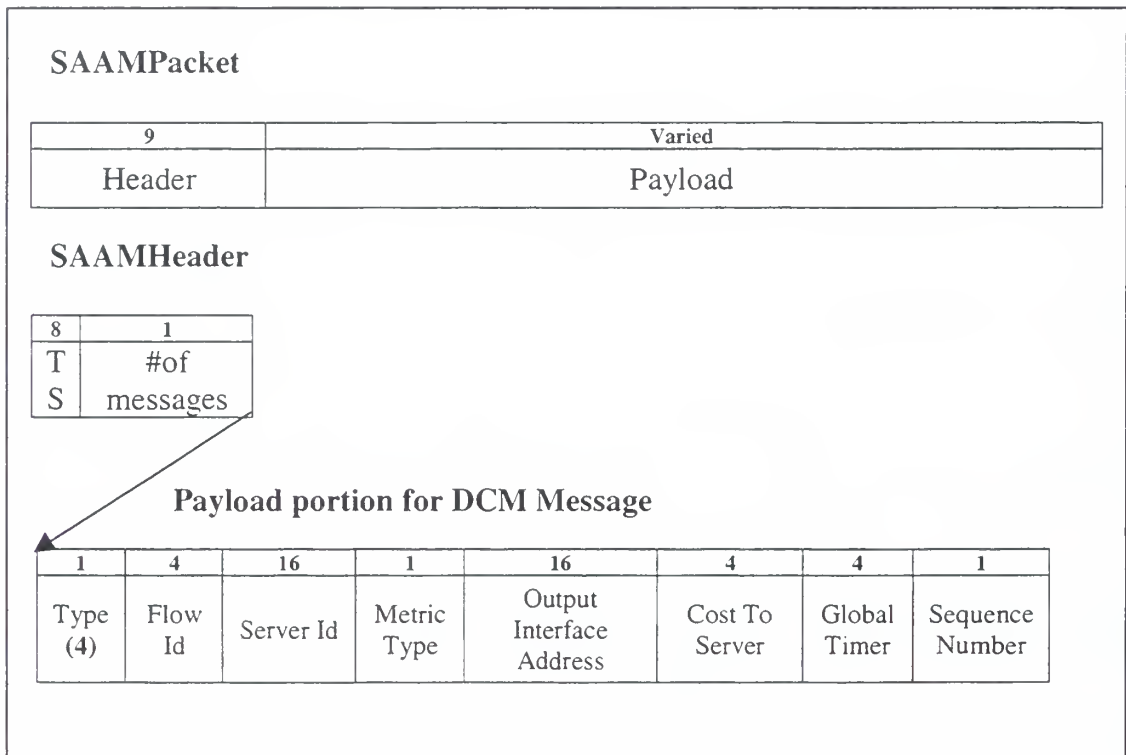 SAAMPacket
9 Varied
Header Payload
SAAMHeader
8 1
T #of
S messages
Payload portion for DCM Message
1 4 16 1 16 4 4 1
Type (4) Flow Id Server Id Metric Type Output Interface Address Cost To Server Global Timer Sequence Number